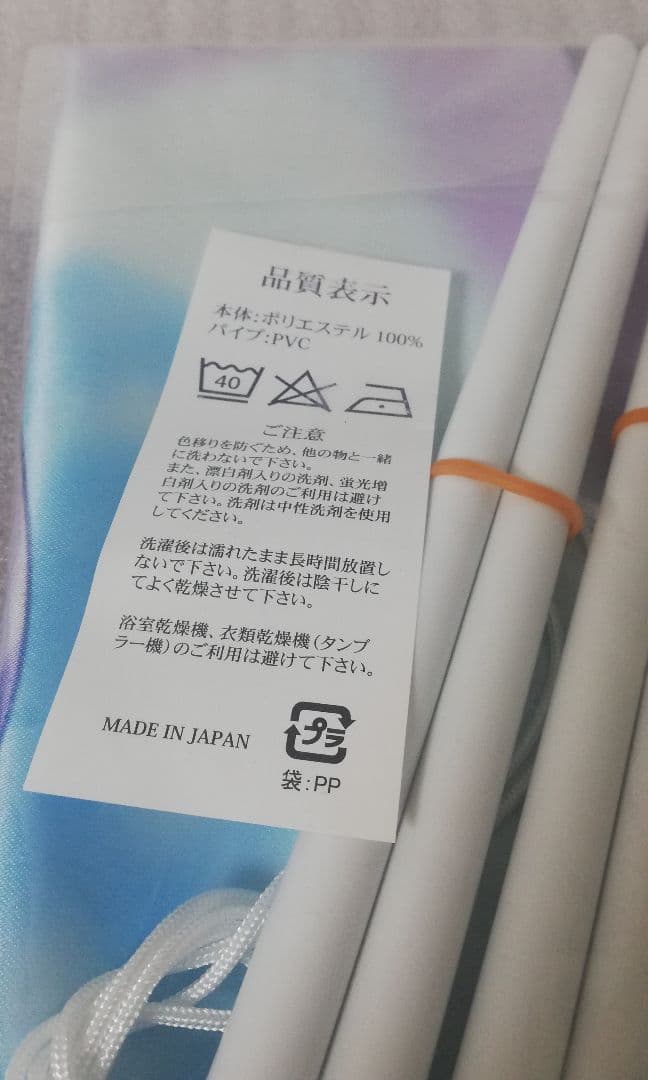 品質表示
本体：ポリエステル 100%
パイプ：PVC
40
ご注意
色移りを防ぐため、他の物と一緒
に洗わないで下さい。
また、漂白剤入りの洗剤、蛍光増
白剤入りの洗剤のご利用は避け
て下さい。洗剤は中性洗剤を使用
してください。
洗濯後は濡れたまま長時間放置し
ないで下さい。洗濯後は陰干しに
てよく乾燥させて下さい。
浴室乾燥機、衣類乾燥機（タンブ
ラー機）のご利用は避けて下さい。
MADE IN JAPAN
プラ
袋：PP